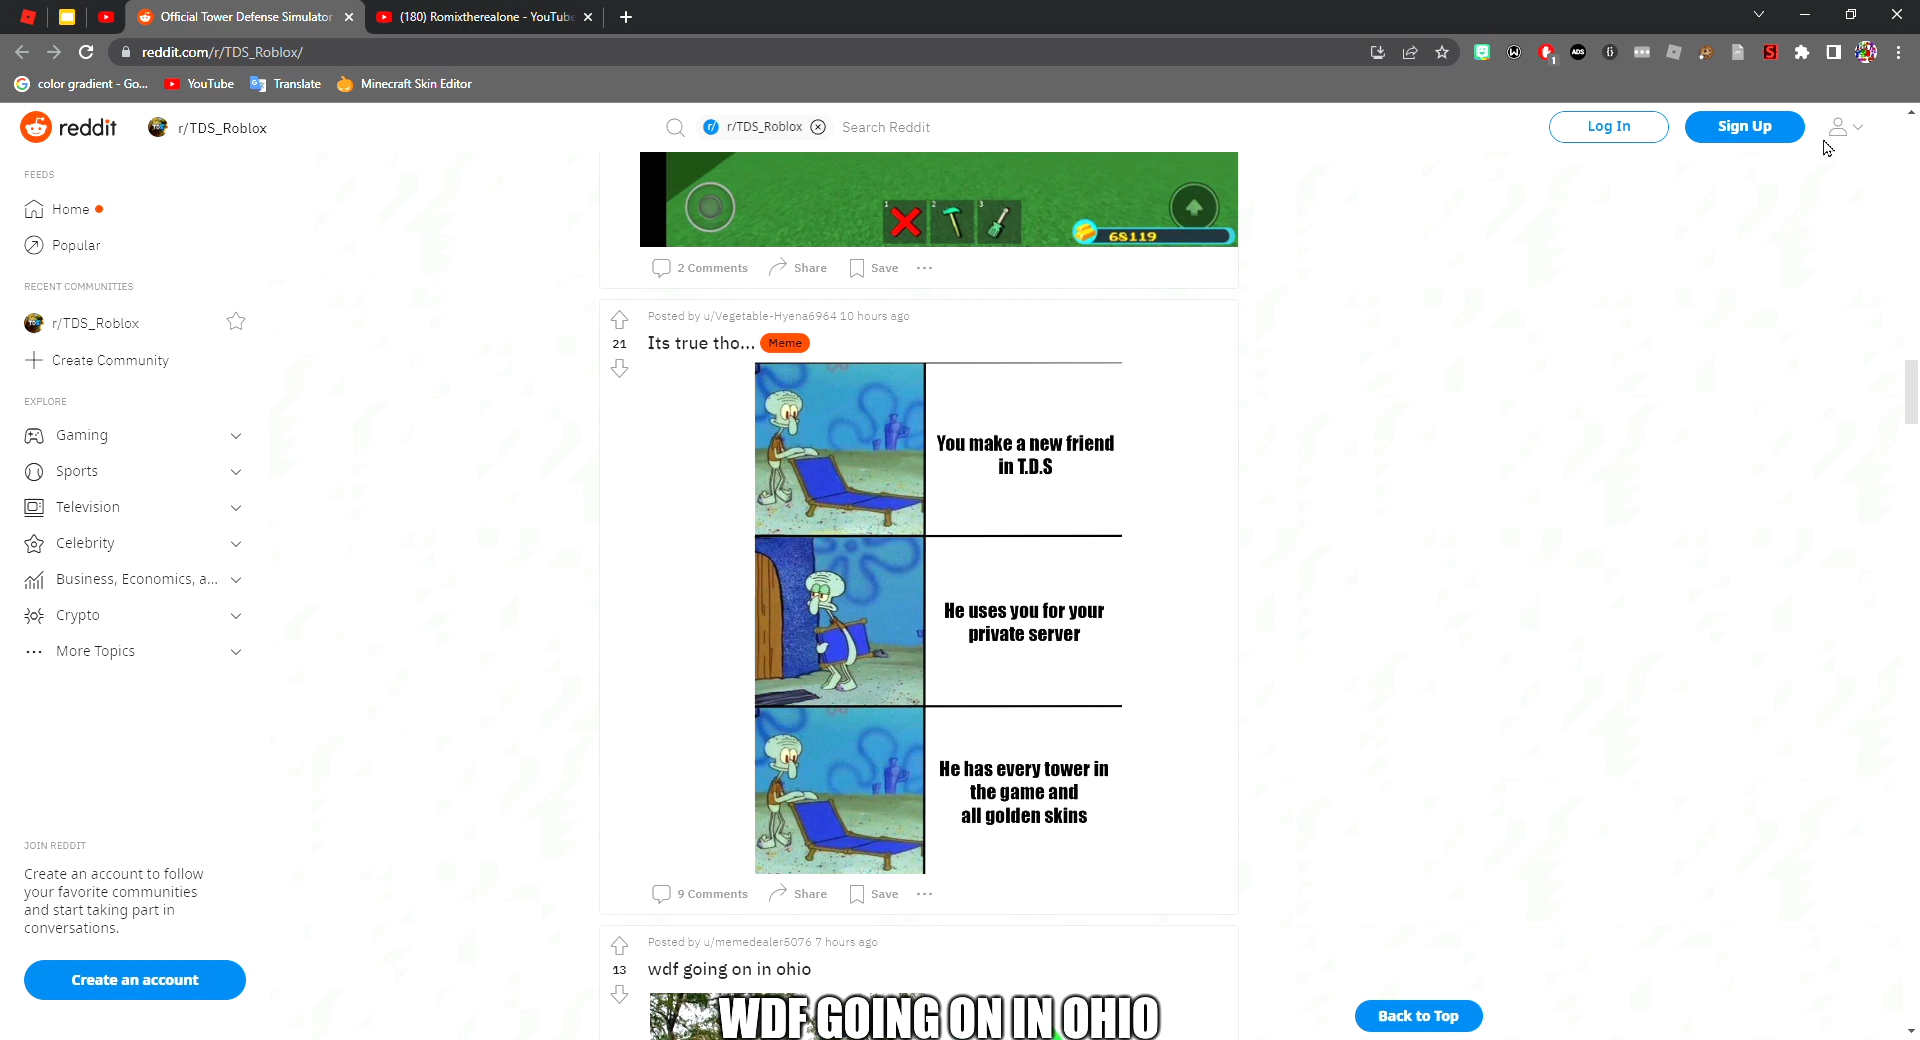 Official Tower Defense Simulator
(180) Romixtherealone - YouTube
reddit.com/r/TDS_Roblox/
1
ADS
color gradient - Go...
YouTube
Translate
Minecraft Skin Editor
reddit
r/TDS_Roblox
r/
r/TDS_Roblox
Search Reddit
Log In
Sign Up
FEEDS
Home
Popular
RECENT COMMUNITIES
r/TDS_Roblox
Create Community
EXPLORE
Gaming
Sports
Television
Celebrity
Business, Economics, a...
Crypto
More Topics
JOIN REDDIT
Create an account to follow
your favorite communities
and start taking part in
conversations.
Create an account
1
2
3
68119
2 Comments
Share
Save
Posted by u/Vegetable-Hyena6964 10 hours ago
21
Its true tho...
Meme
You make a new friend
in T.D.S
He uses you for your
private server
He has every tower in
the game and
all golden skins
9 Comments
Share
Save
Posted by u/memedealer5076 7 hours ago
13
wdf going on in ohio
WDF GOING ON IN OHIO
Back to Top